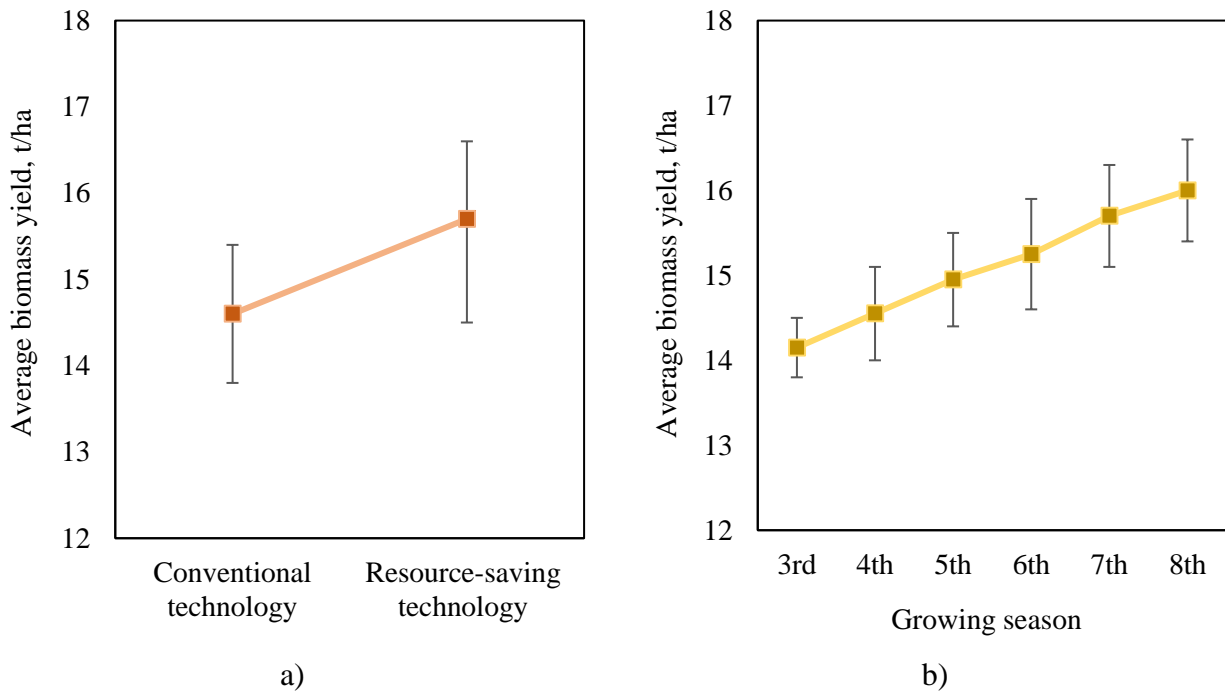 Average biomass yield, t/ha
18
17
16
15
14
13
12
Conventional
technology
Resource-saving
technology
a)
Average biomass yield, t/ha
18
17
16
15
14
13
12
3rd 4th 5th 6th 7th 8th
Growing season
b)